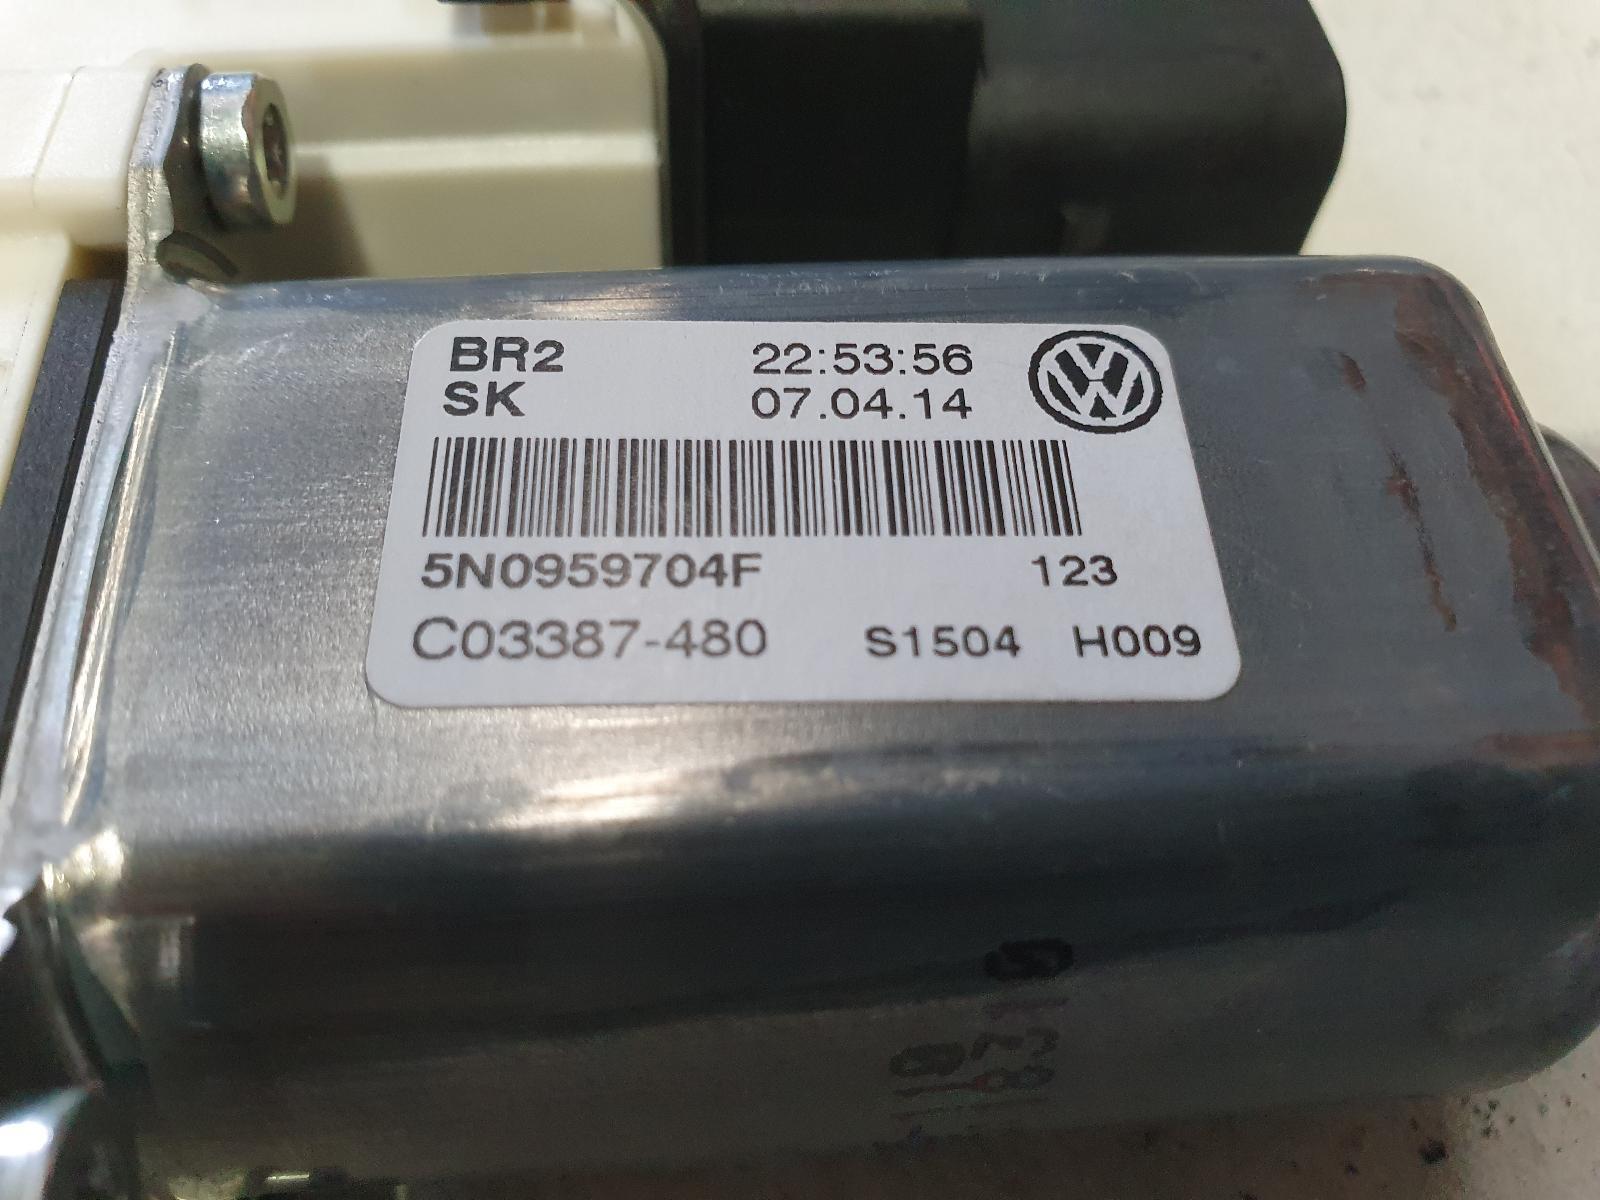 BR2 22:53:56
SK 07.04.14
5N0959704F 123
C03387-480 S1504 H009